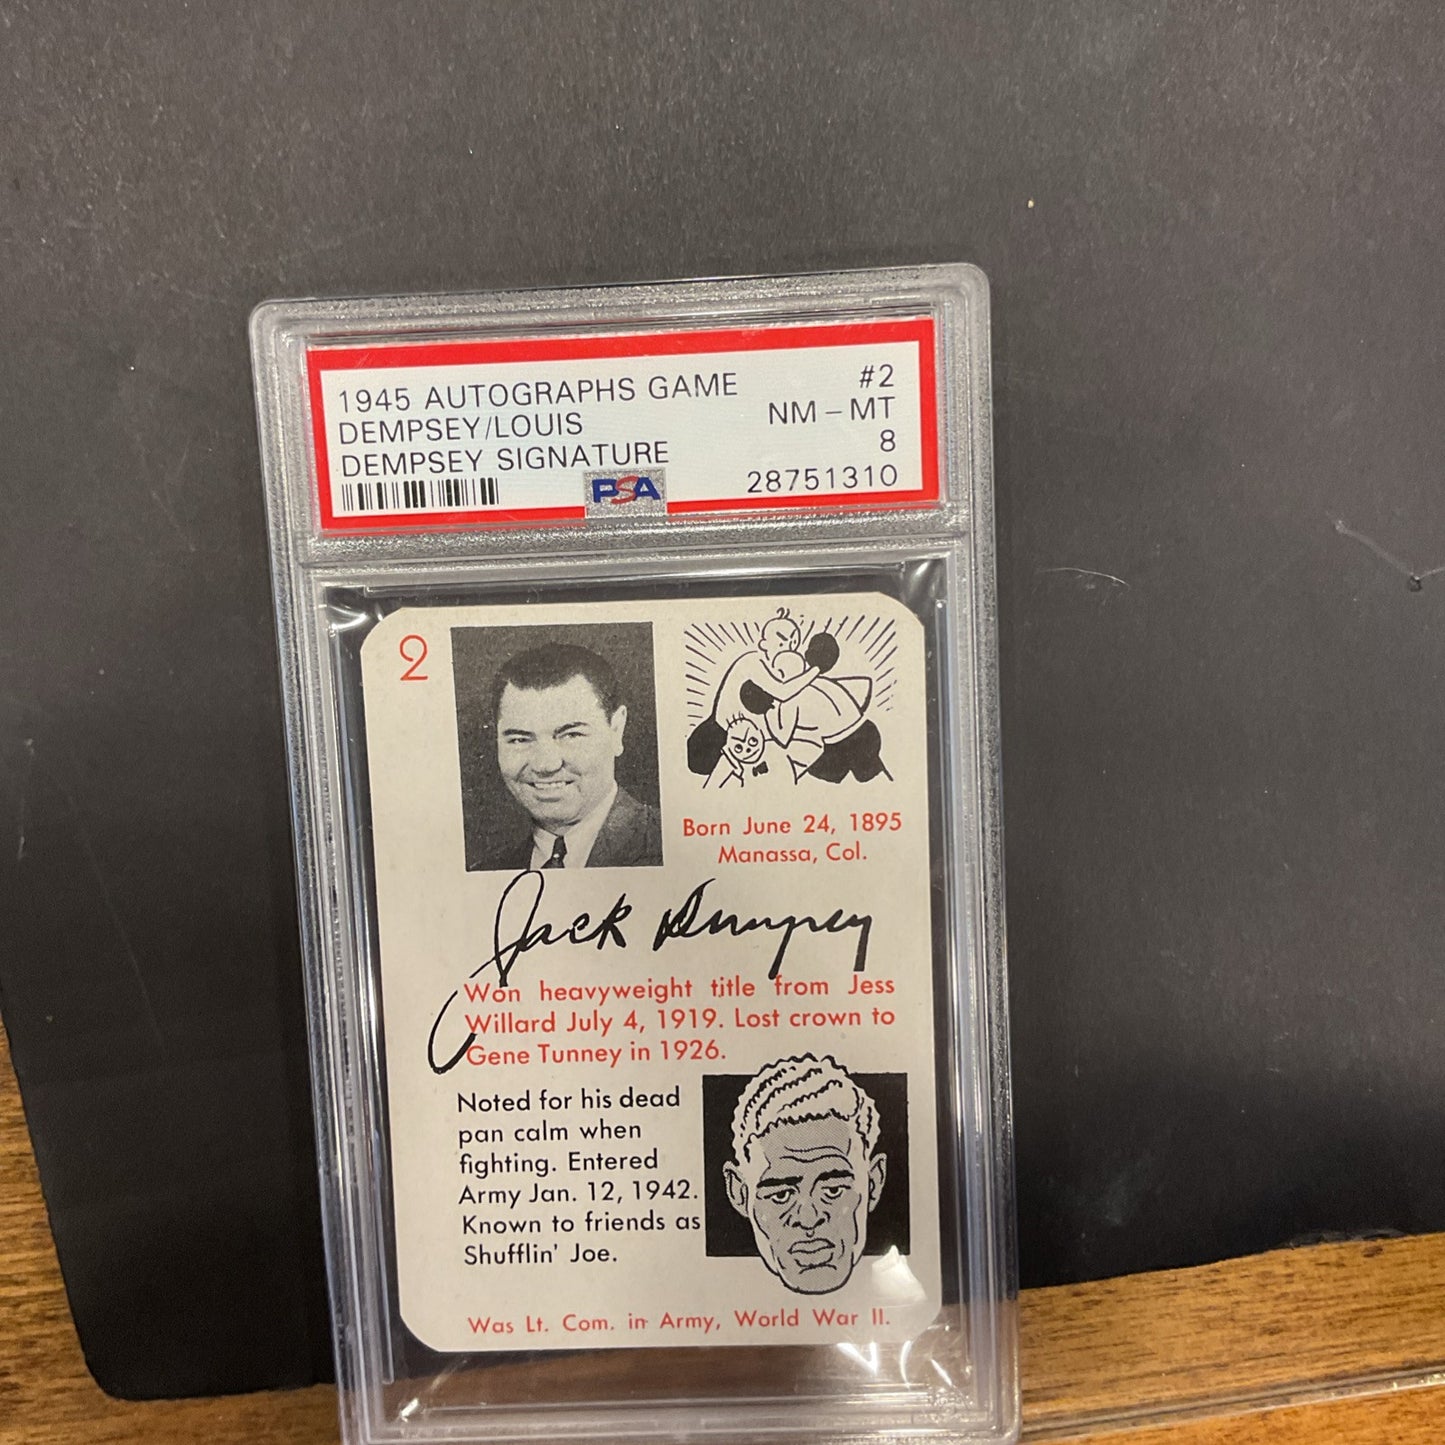 1945 AUTOGRAPHS GAME #2
DEMPSEY/LOUIS NM-MT
DEMPSEY SIGNATURE 8
PSA 28751310
2
Born June 24, 1895
Manassa, Col.
Jack Dempsey
Won heavyweight title from Jess
Willard July 4, 1919. Lost crown to
Gene Tunney in 1926.
Noted for his dead
pan calm when
fighting. Entered
Army Jan. 12, 1942.
Known to friends as
Shufflin' Joe.
Was Lt. Com. in Army, World War II.